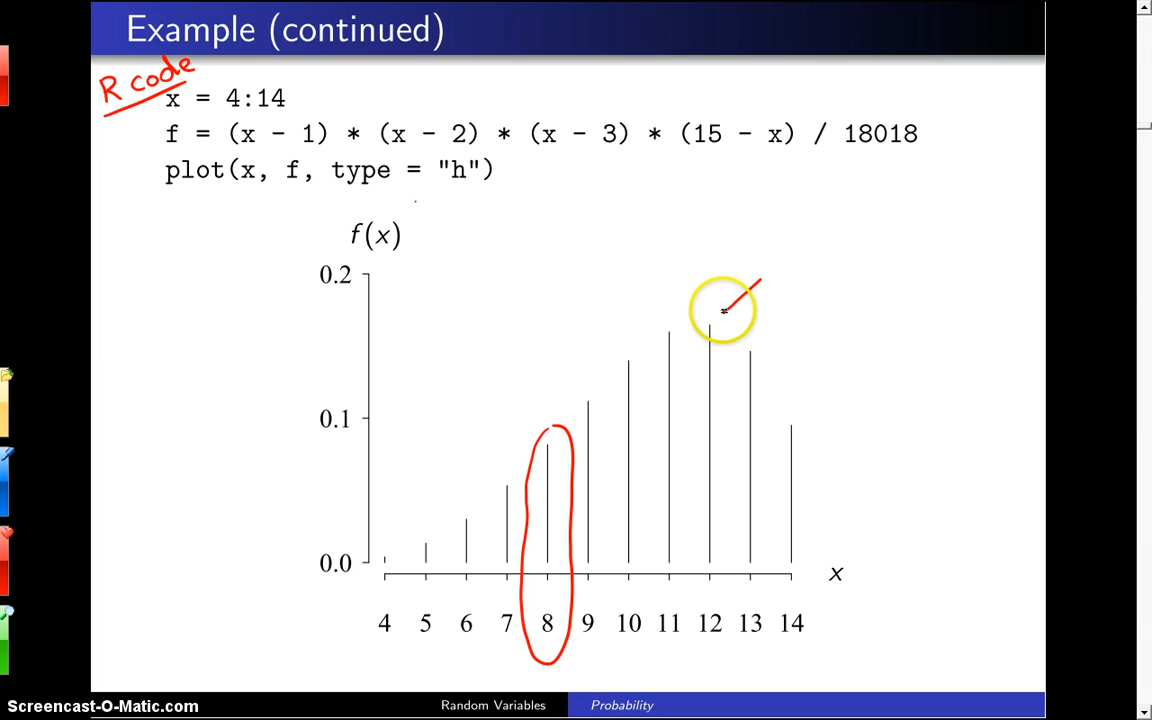 Example (continued)
R code
x = 4:14
f = (x - 1) * (x - 2) * (x - 3) * (15 - x) / 18018
plot(x, f, type = "h")
f(x)
0.2
0.1
0.0
x
4 5 6 7 8 9 10 11 12 13 14
Screencast-O-Matic.com
Random Variables Probability